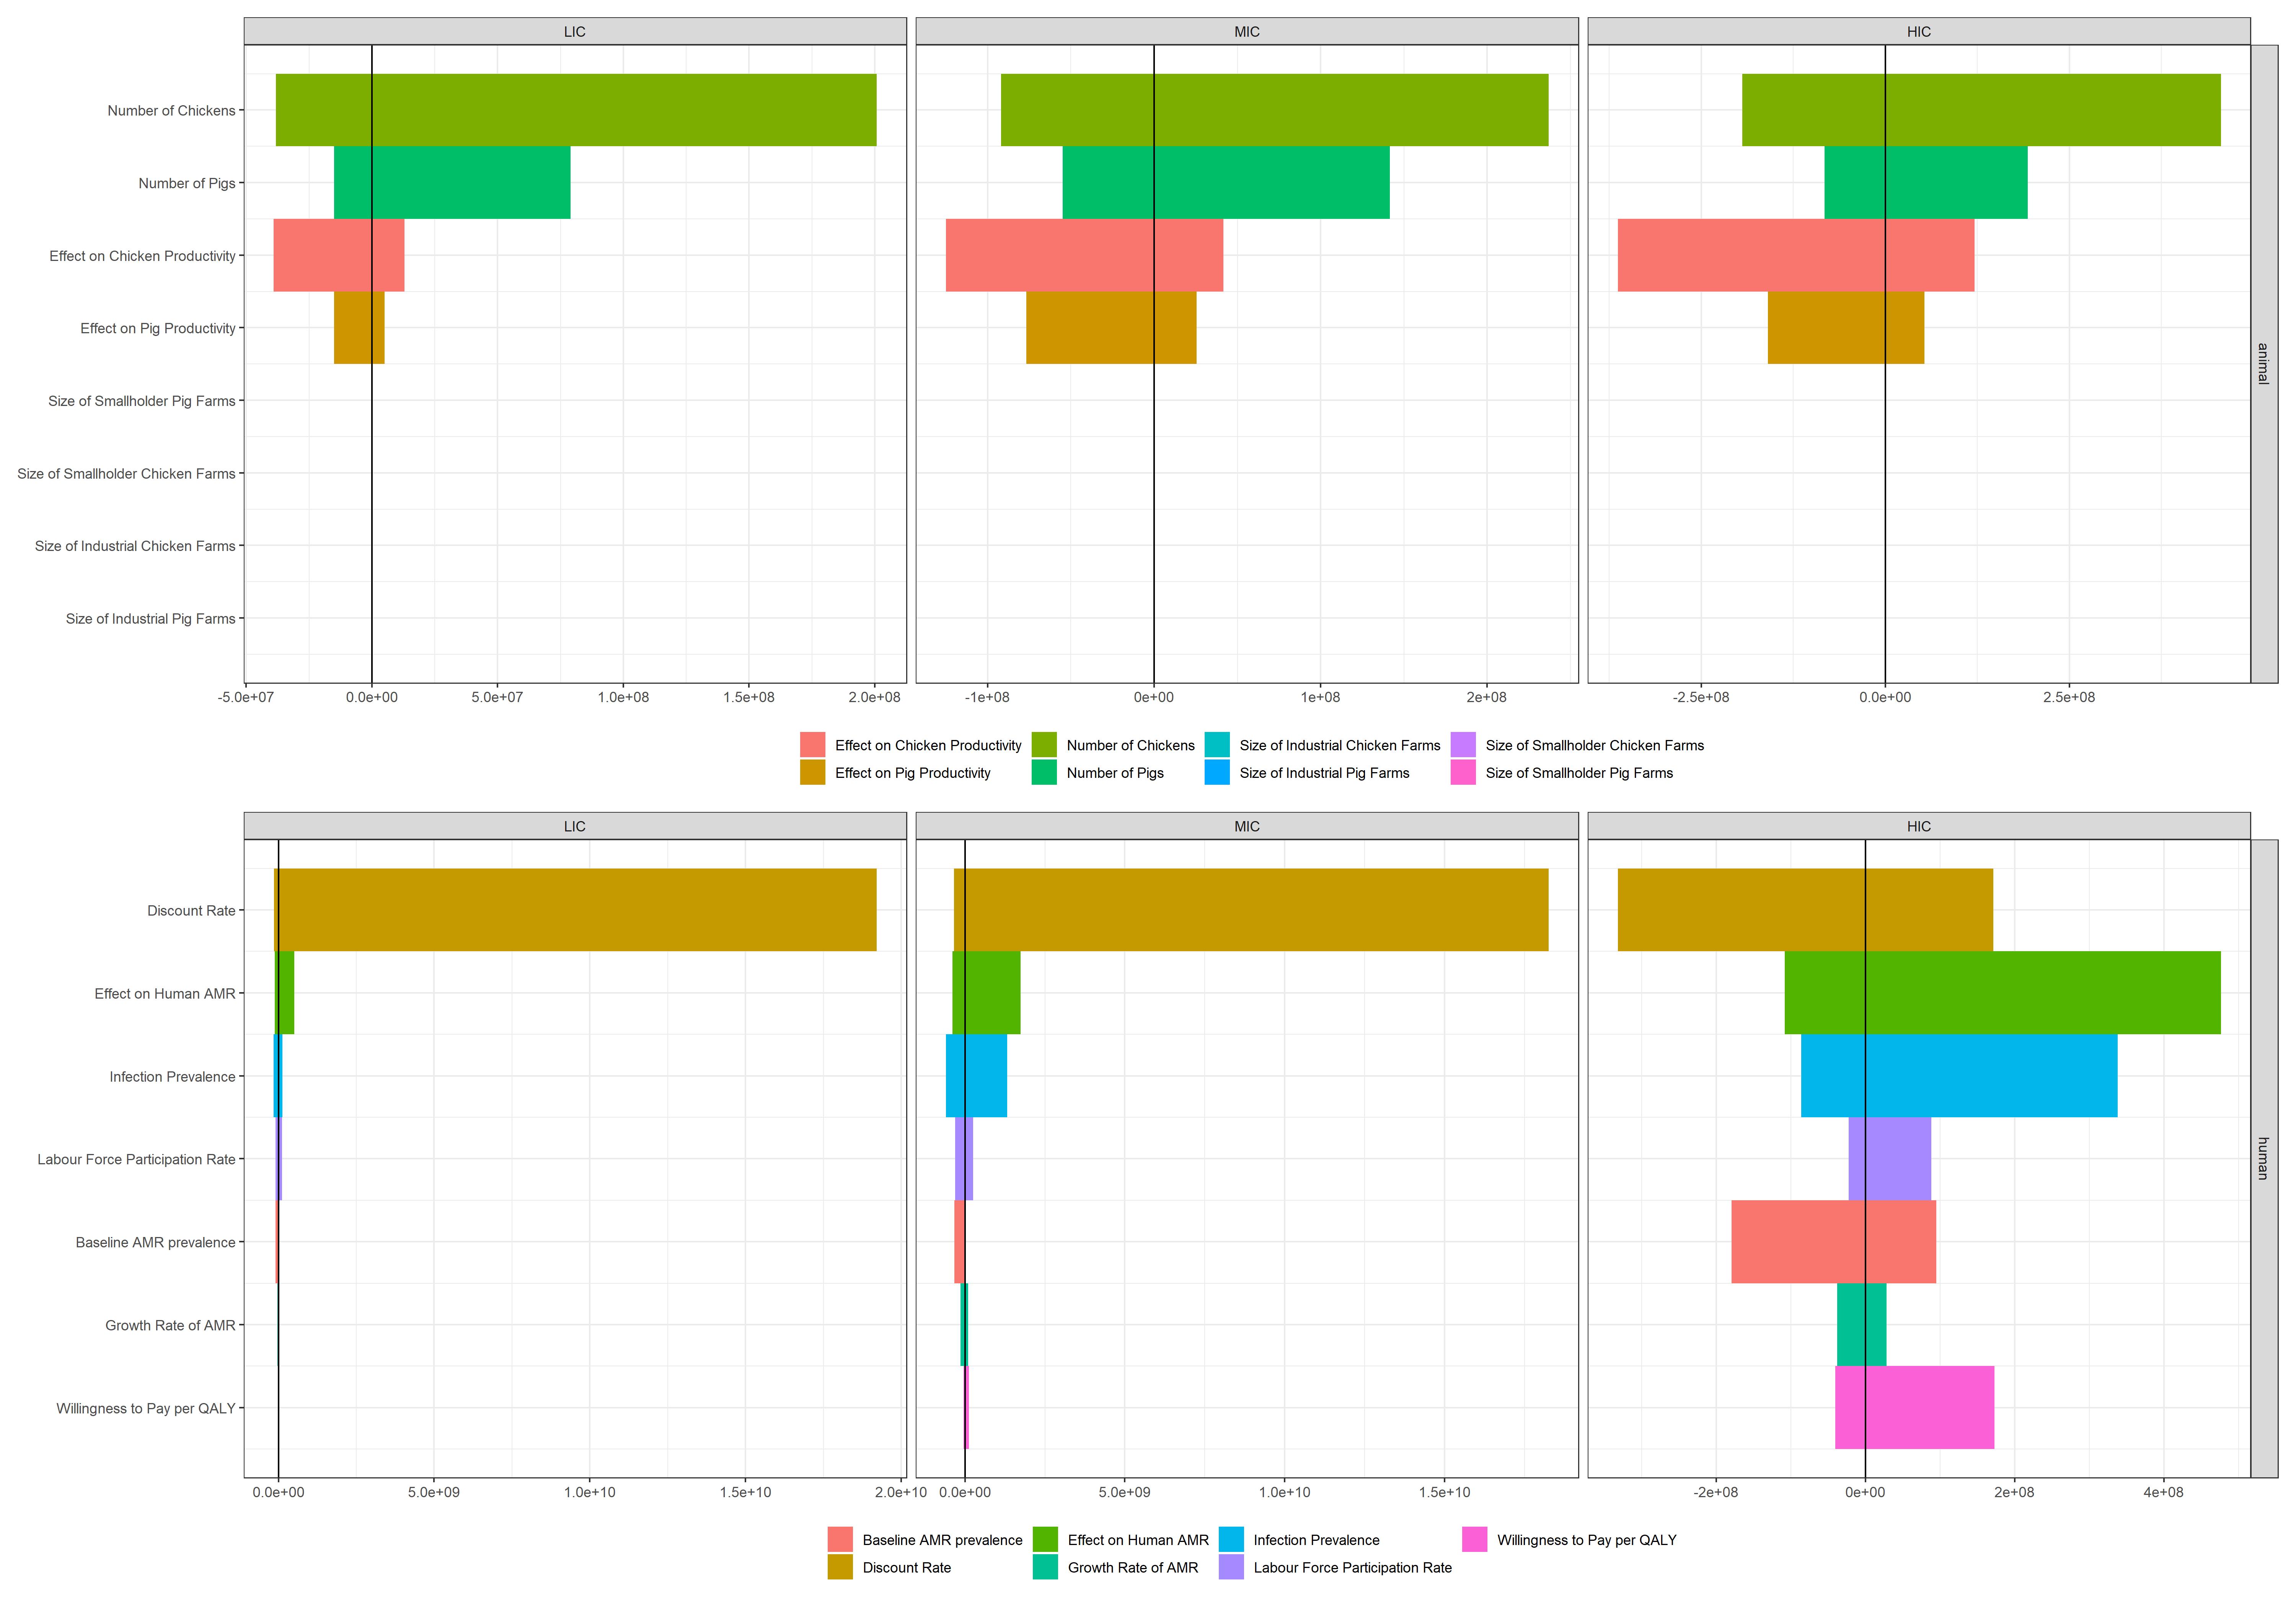 LIC MIC HIC
Number of Chickens
Number of Pigs
Effect on Chicken Productivity
Effect on Pig Productivity
Size of Smallholder Pig Farms
Size of Smallholder Chicken Farms
Size of Industrial Chicken Farms
Size of Industrial Pig Farms
animal
-5.0e+07 0.0e+00 5.0e+07 1.0e+08 1.5e+08 2.0e+08 -1e+08 0e+00 1e+08 2e+08 -2.5e+08 0.0e+00 2.5e+08
Effect on Chicken Productivity Number of Chickens Size of Industrial Chicken Farms Size of Smallholder Chicken Farms
Effect on Pig Productivity Number of Pigs Size of Industrial Pig Farms Size of Smallholder Pig Farms
LIC MIC HIC
Discount Rate
Effect on Human AMR
Infection Prevalence
Labour Force Participation Rate
Baseline AMR prevalence
Growth Rate of AMR
Willingness to Pay per QALY
human
0.0e+00 5.0e+09 1.0e+10 1.5e+10 2.0e+10 0.0e+00 5.0e+09 1.0e+10 1.5e+10 -2e+08 0e+00 2e+08 4e+08
Baseline AMR prevalence Effect on Human AMR Infection Prevalence Willingness to Pay per QALY
Discount Rate Growth Rate of AMR Labour Force Participation Rate